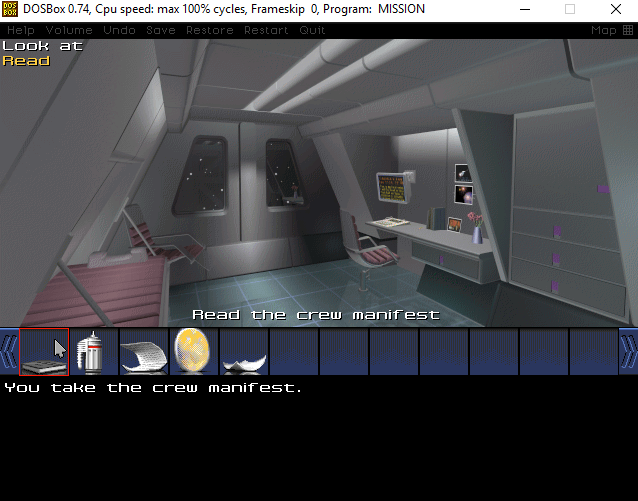 DOSBox 0.74, Cpu speed: max 100% cycles, Frameskip 0, Program: MISSION
Help Volume Undo Save Restore Restart Quit Map
Look at
Read
Read the crew manifest
You take the crew manifest.